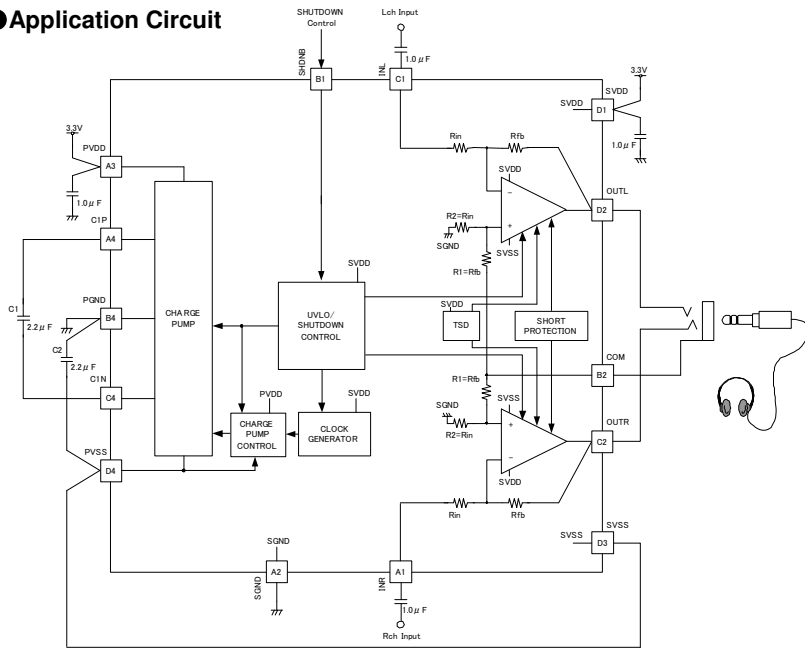 ●Application Circuit
SHUTDOWN
Control
Lch Input
1.0μF
SHDNB
B1
INL
C1
3.3V
SVDD
SVDD
D1
1.0μF
3.3V
PVDD
A3
1.0μF
C1P
A4
C1
2.2μF
PGND
B4
C2
2.2μF
C1N
C4
PVSS
D4
CHARGE
PUMP
SVDD
UVLO/
SHUTDOWN
CONTROL
PVDD
CHARGE
PUMP
CONTROL
SVDD
CLOCK
GENERATOR
Rin
Rfb
SVDD
-
+
SVSS
R2=Rin
SGND
R1=Rfb
OUTL
D2
SVDD
TSD
SHORT
PROTECTION
COM
B2
R1=Rfb
SGND
R2=Rin
SVSS
+
-
SVDD
Rin
Rfb
OUTR
C2
SVSS
SVSS
D3
SGND
A2
SGND
INR
A1
1.0μF
Rch Input